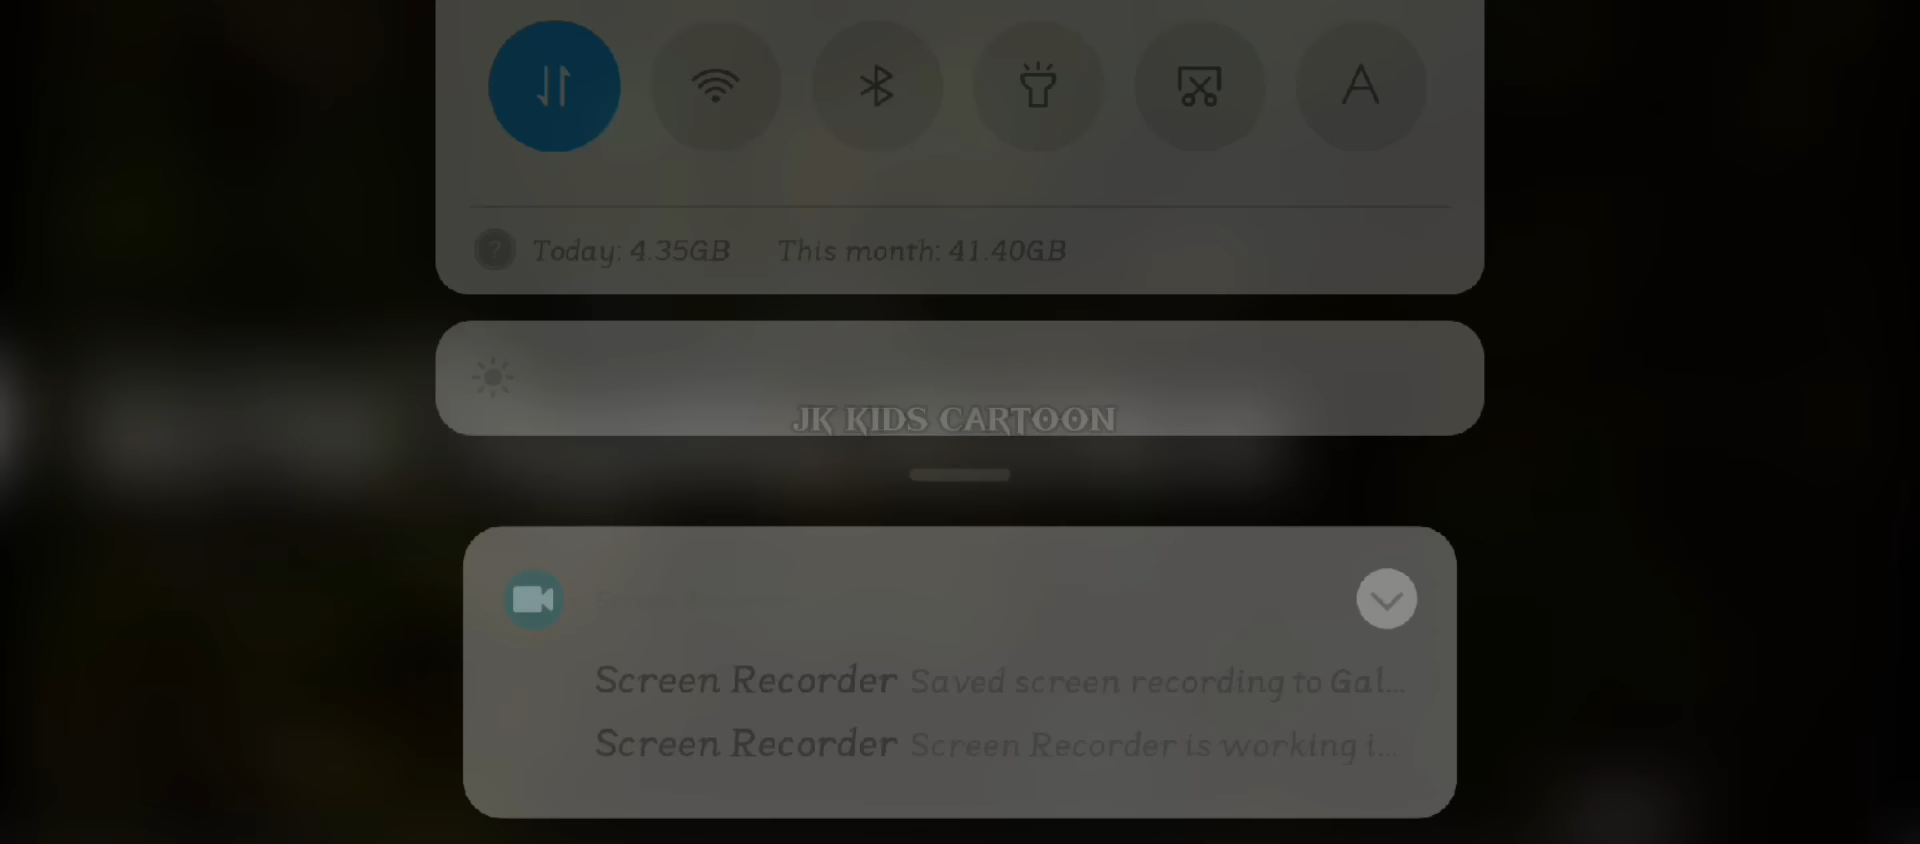 Today: 4.35GB This month: 41.40GB
JK KIDS CARTOON
Screen Recorder Saved screen recording to Gal...
Screen Recorder Screen Recorder is working i...